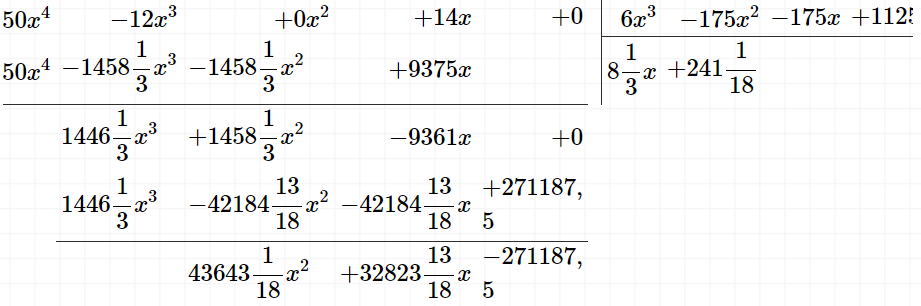 50x⁴ −12x³ +0x² +14x +0 6x³ −175x² −175x +1125
50x⁴ −1458 1/3 x³ −1458 1/3 x² +9375x 8 1/3 x +241 1/18
1446 1/3 x³ +1458 1/3 x² −9361x +0
1446 1/3 x³ −42184 13/18 x² −42184 13/18 x +271187,5
43643 1/18 x² +32823 13/18 x −271187,5